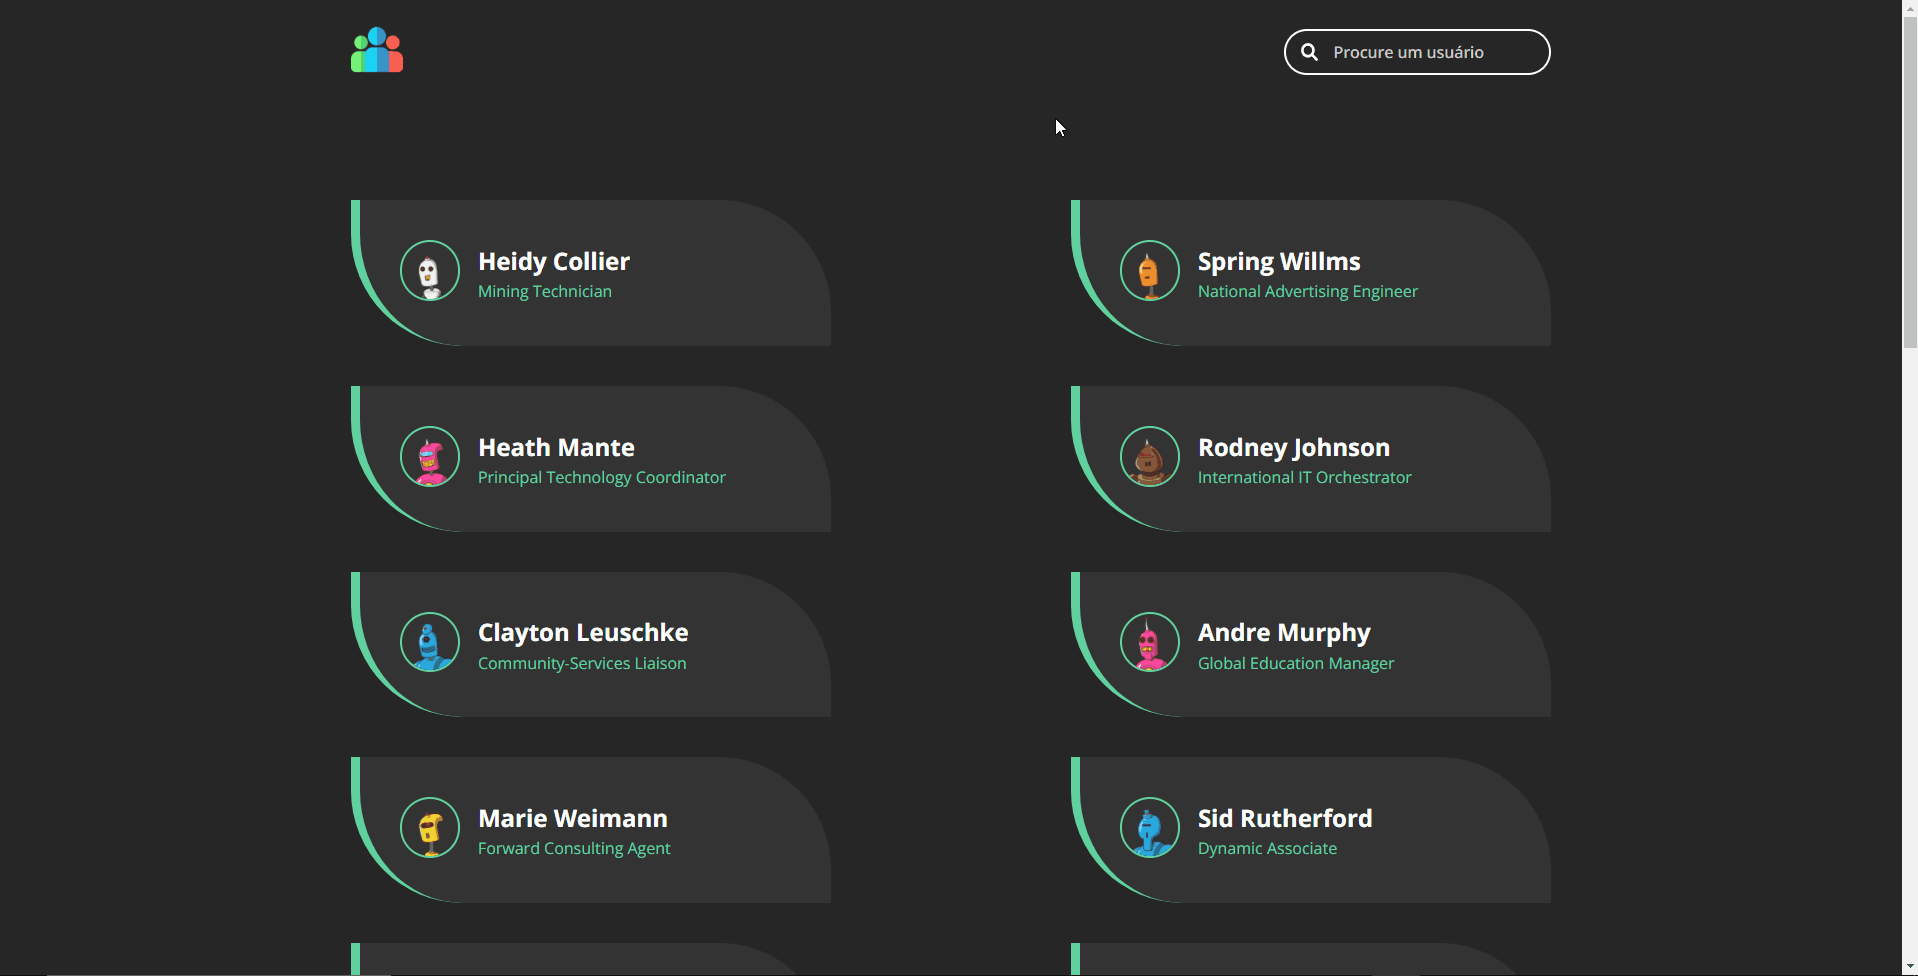 Procure um usuário
Heidy Collier
Mining Technician
Spring Willms
National Advertising Engineer
Heath Mante
Principal Technology Coordinator
Rodney Johnson
International IT Orchestrator
Clayton Leuschke
Community-Services Liaison
Andre Murphy
Global Education Manager
Marie Weimann
Forward Consulting Agent
Sid Rutherford
Dynamic Associate